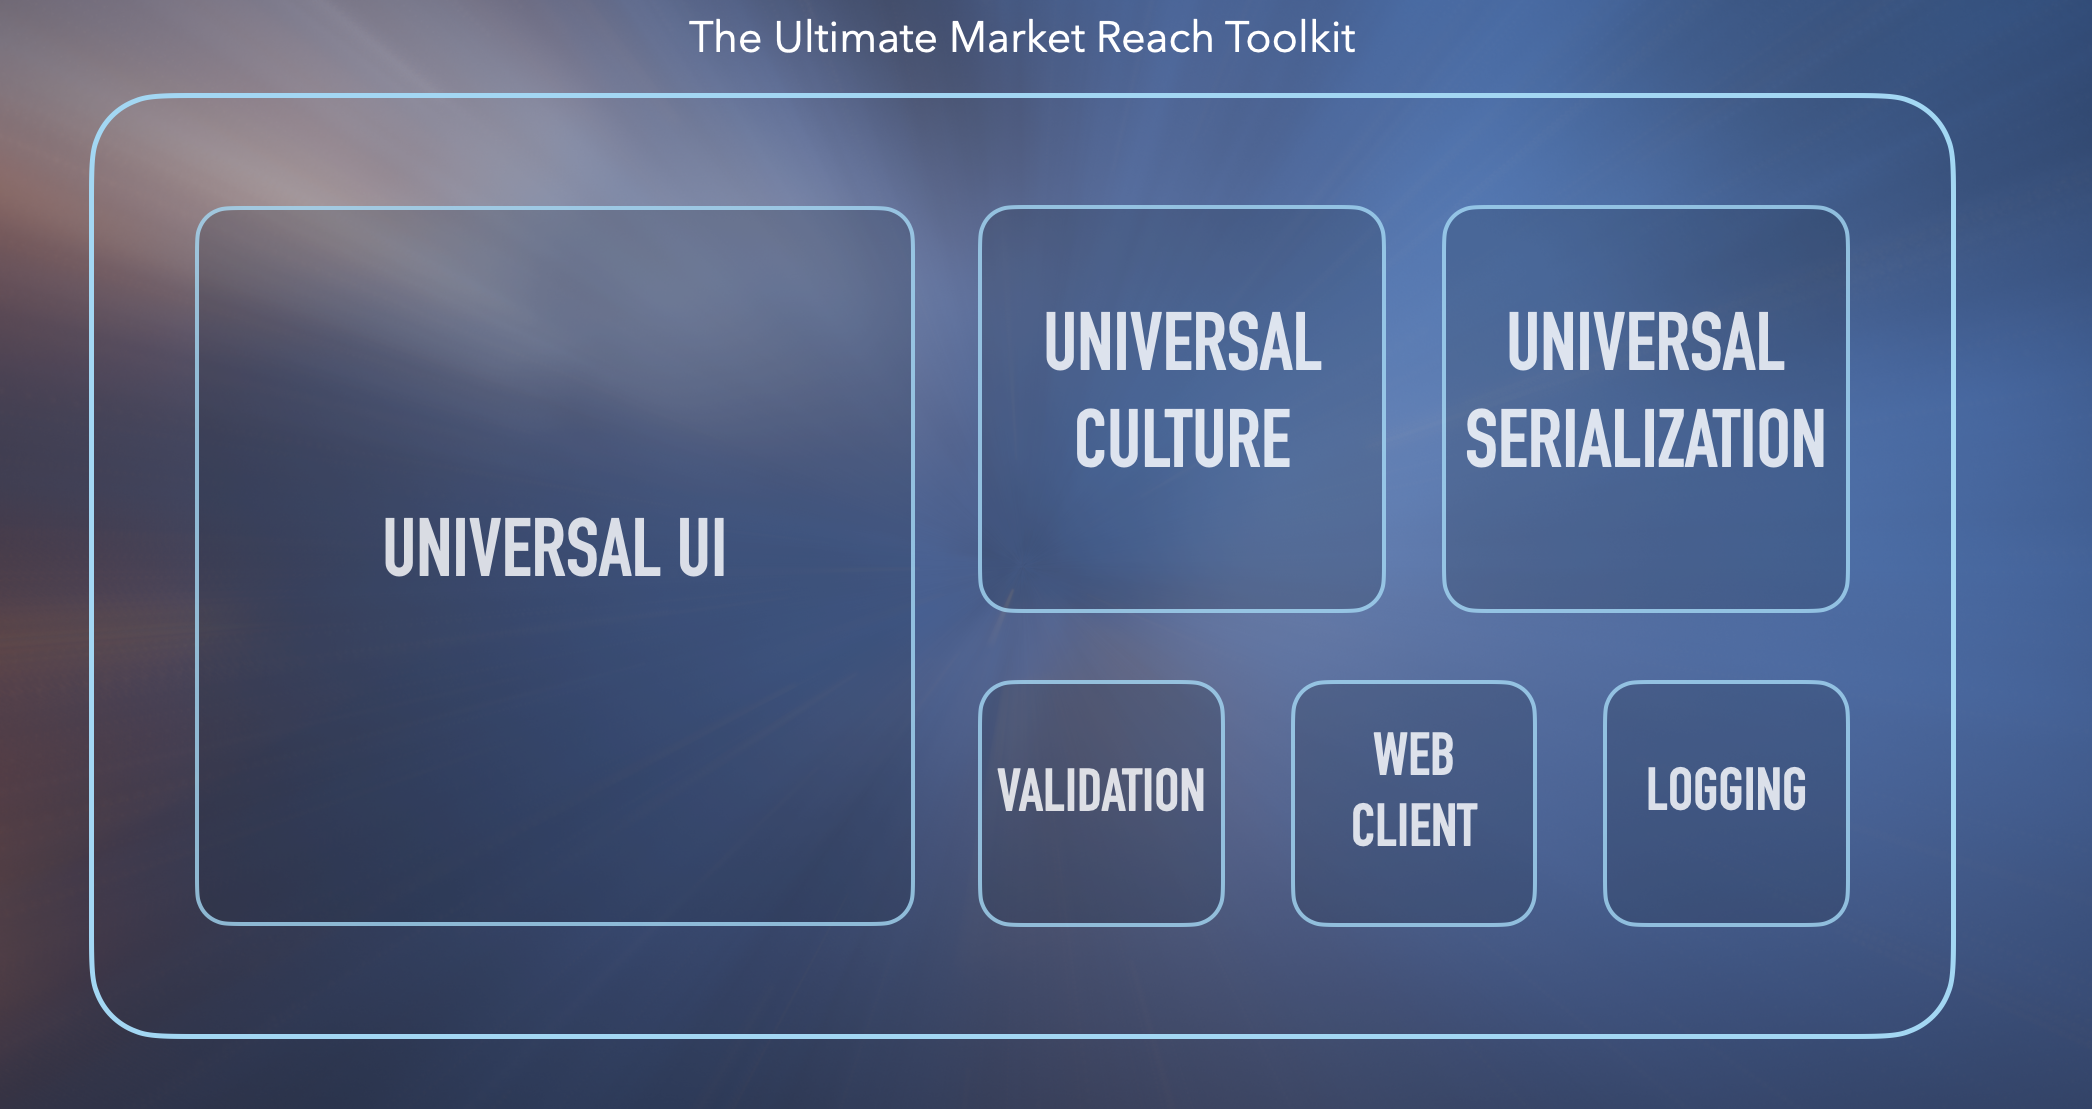 The Ultimate Market Reach Toolkit
UNIVERSAL UI
UNIVERSAL
CULTURE
UNIVERSAL
SERIALIZATION
VALIDATION
WEB
CLIENT
LOGGING